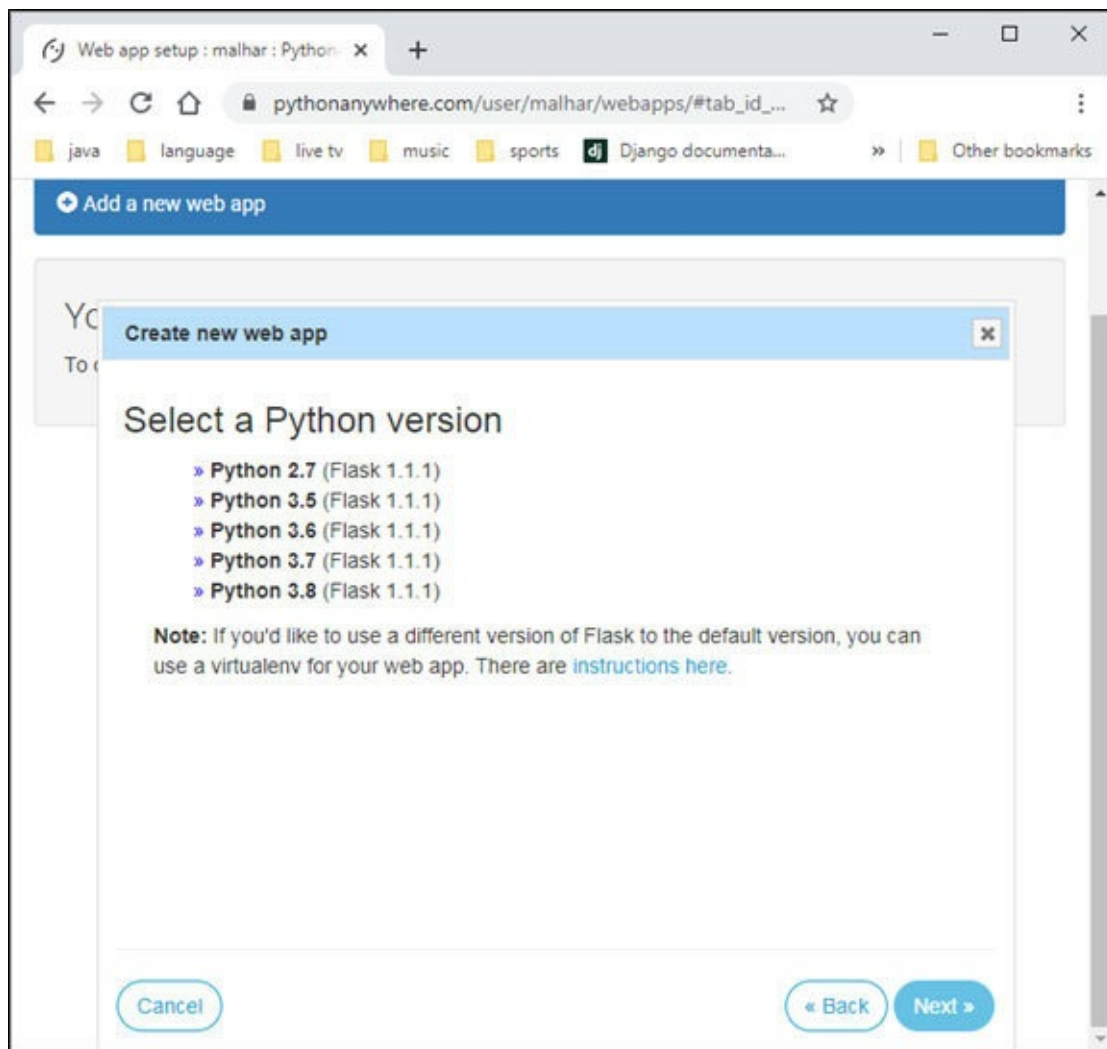 Web app setup : malhar : Python
pythonanywhere.com/user/malhar/webapps/#tab_id_...
java language live tv music sports dj Django documenta... » Other bookmarks
Add a new web app
Yo
To c
Create new web app
Select a Python version
» Python 2.7 (Flask 1.1.1)
» Python 3.5 (Flask 1.1.1)
» Python 3.6 (Flask 1.1.1)
» Python 3.7 (Flask 1.1.1)
» Python 3.8 (Flask 1.1.1)
Note: If you'd like to use a different version of Flask to the default version, you can
use a virtualenv for your web app. There are instructions here.
Cancel « Back Next »